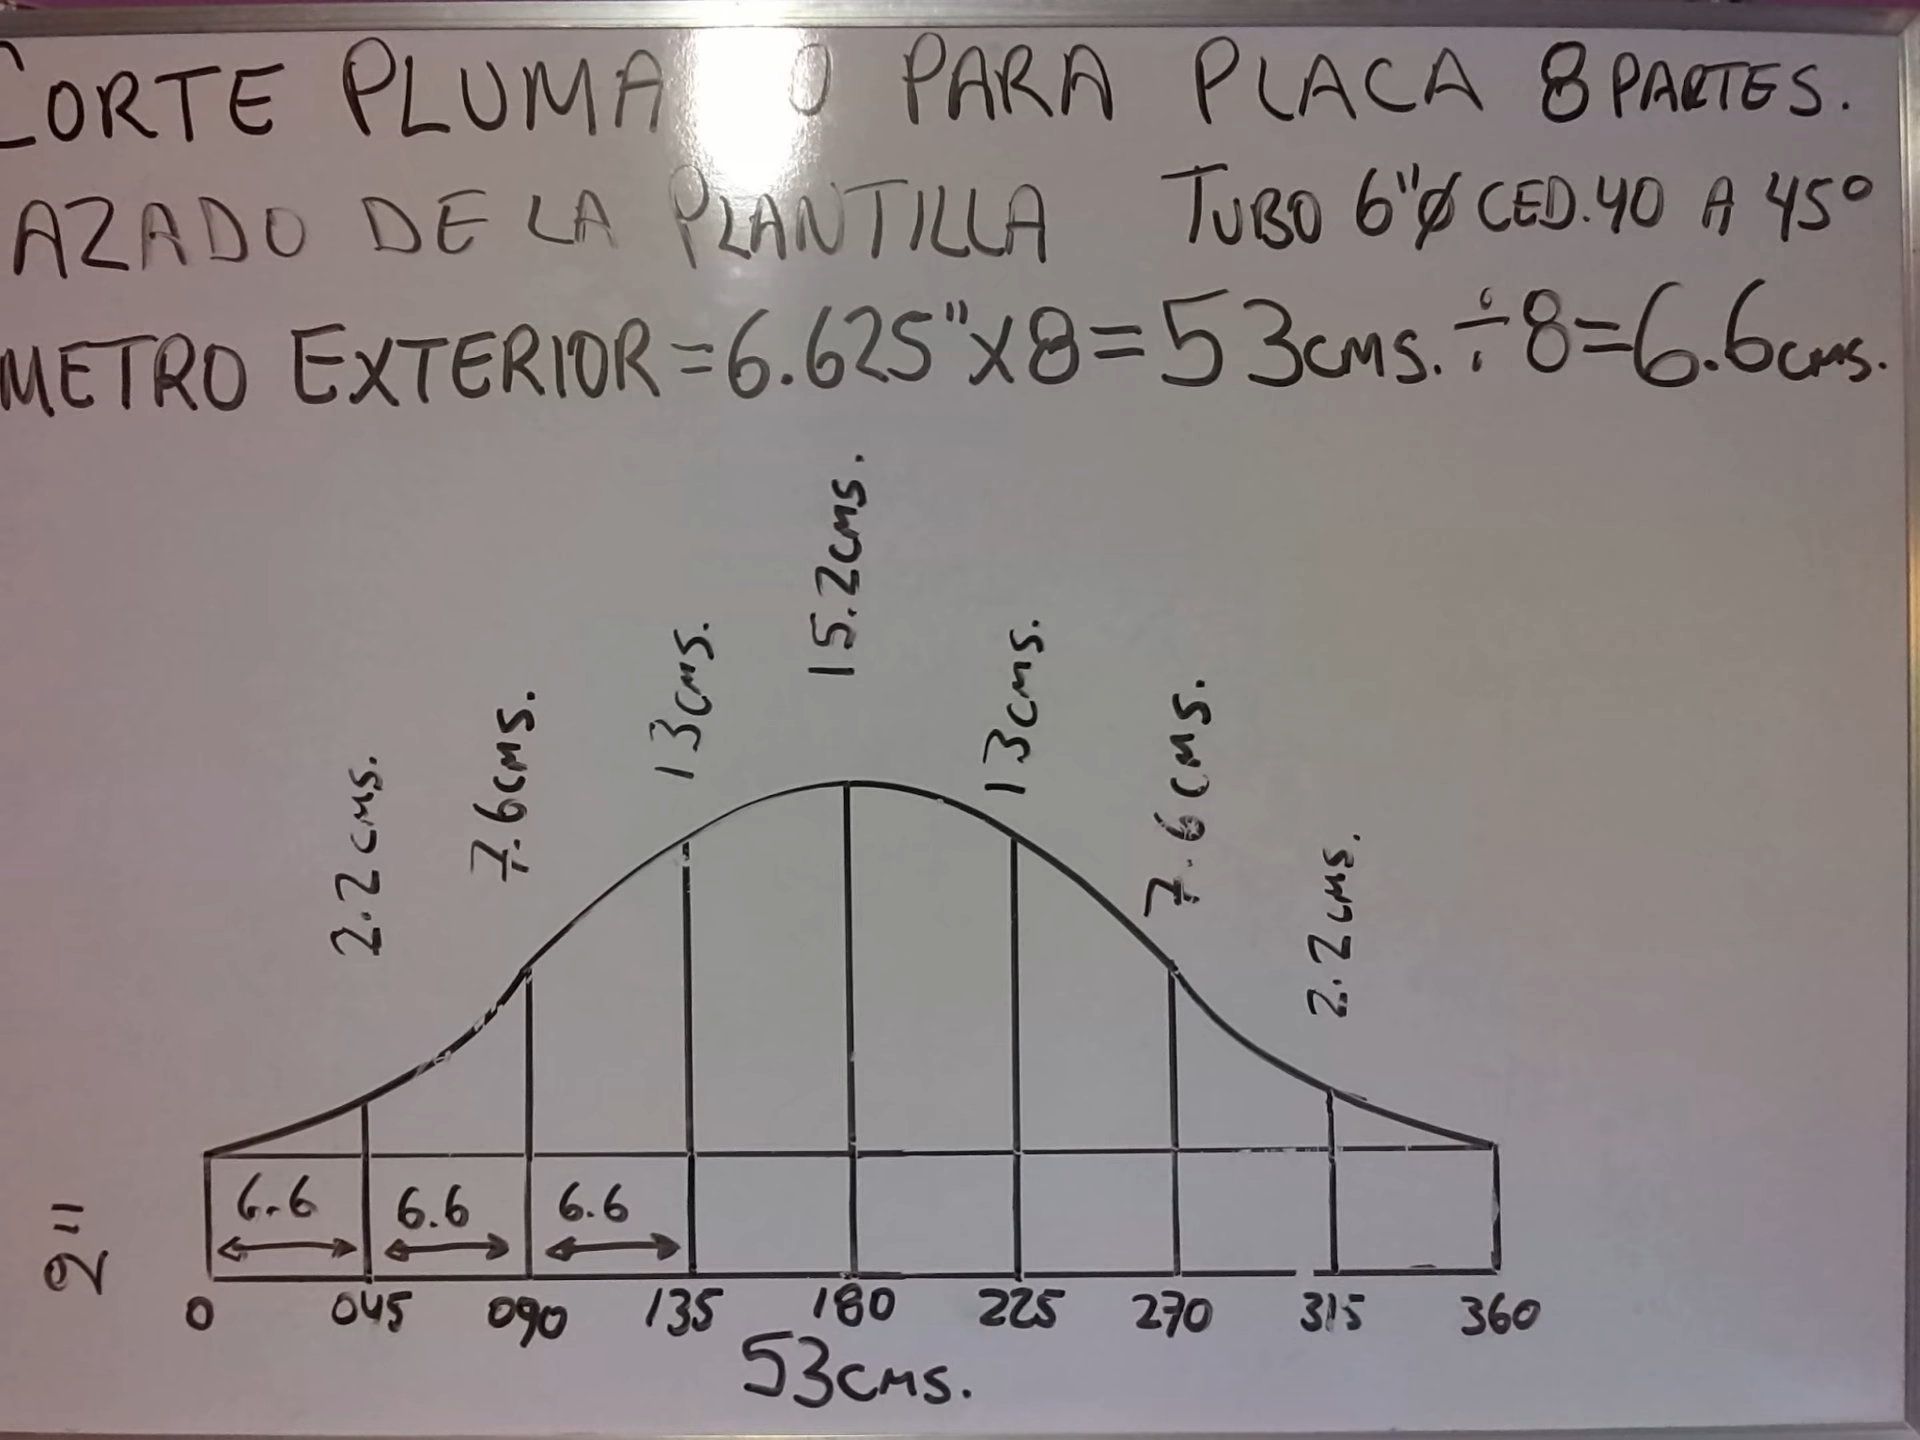 CORTE PLUMA O PARA PLACA 8 PARTES.
AZADO DE LA PLANTILLA TUBO 6"Ø CED.40 A 45°
METRO EXTERIOR=6.625"X8=53cms.÷8=6.6cms.
15.2cms.
13cms.
13cms.
7.6cms.
7.6cms.
2.2cms.
2.2cms.
6.6 6.6 6.6
2"
0 045 090 135 180 225 270 315 360
53cms.